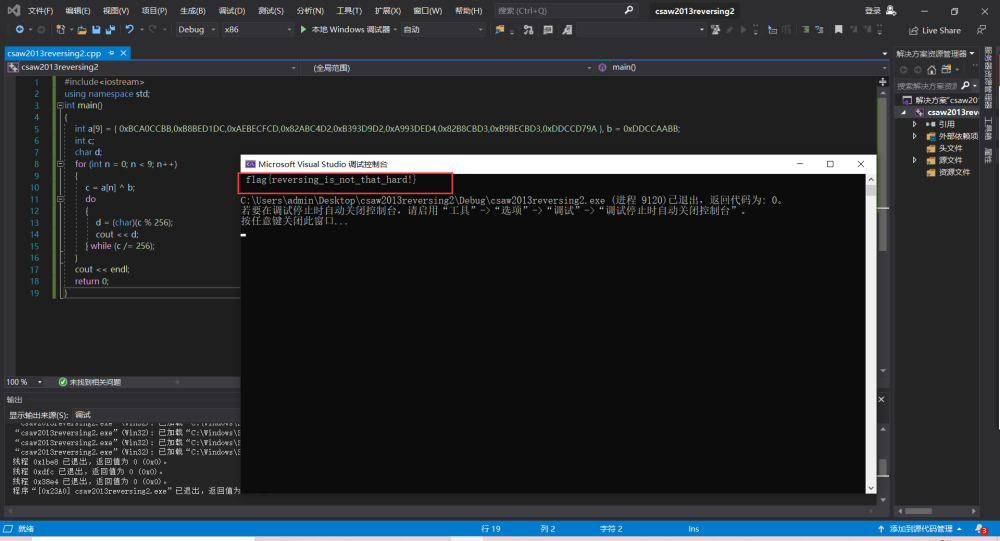 文件(F) 编辑(E) 视图(V) 项目(P) 生成(B) 调试(D) 测试(S) 分析(N) 工具(T) 扩展(X) 窗口(W) 帮助(H) 搜索 (Ctrl+Q) csaw2013reversing2 登录
Debug x86 本地 Windows 调试器 自动 Live Share
csaw2013reversing2.cpp
csaw2013reversing2 (全局范围) main()
1 #include<iostream>
2 using namespace std;
3 int main()
4 {
5 int a[9] = { 0xBCA0CCBB,0xB8BED1DC,0xAEBECFCD,0x82ABC4D2,0xB393D9D2,0xA993DED4,0x82B8CBD3,0xB9BECBD3,0xDDCCD79A }, b = 0xDDCCAABB;
6 int c;
7 char d;
8 for (int n = 0; n < 9; n++)
9 {
10 c = a[n] ^ b;
11 do
12 {
13 d = (char)(c % 256);
14 cout << d;
15 } while (c /= 256);
16 }
17 cout << endl;
18 return 0;
19 }
Microsoft Visual Studio 调试控制台
flag{reversing_is_not_that_hard!}
C:\Users\admin\Desktop\csaw2013reversing2\Debug\csaw2013reversing2.exe (进程 9120)已退出，返回代码为: 0。
若要在调试停止时自动关闭控制台，请启用“工具”->“选项”->“调试”->“调试停止时自动关闭控制台”。
按任意键关闭此窗口...
解决方案资源管理器
搜索解决方案资源管
解决方案"csaw20
csaw2013rev
引用
外部依赖项
头文件
源文件
资源文件
工具箱
属性
100 % 未找到相关问题
输出
显示输出来源(S): 调试
“csaw2013reversing2.exe”(Win32): 已加载“C:\Windows\S
“csaw2013reversing2.exe”(Win32): 已加载“C:\Windows\S
“csaw2013reversing2.exe”(Win32): 已加载“C:\Windows\S
“csaw2013reversing2.exe”(Win32): 已加载“C:\Windows\S
线程 0x1be8 已退出，返回值为 0 (0x0)。
线程 0xdfc 已退出，返回值为 0 (0x0)。
线程 0x38e4 已退出，返回值为 0 (0x0)。
程序“[0x23A0] csaw2013reversing2.exe”已退出，返回值为
就绪 行 19 列 2 字符 2 Ins 添加到源代码管理 3